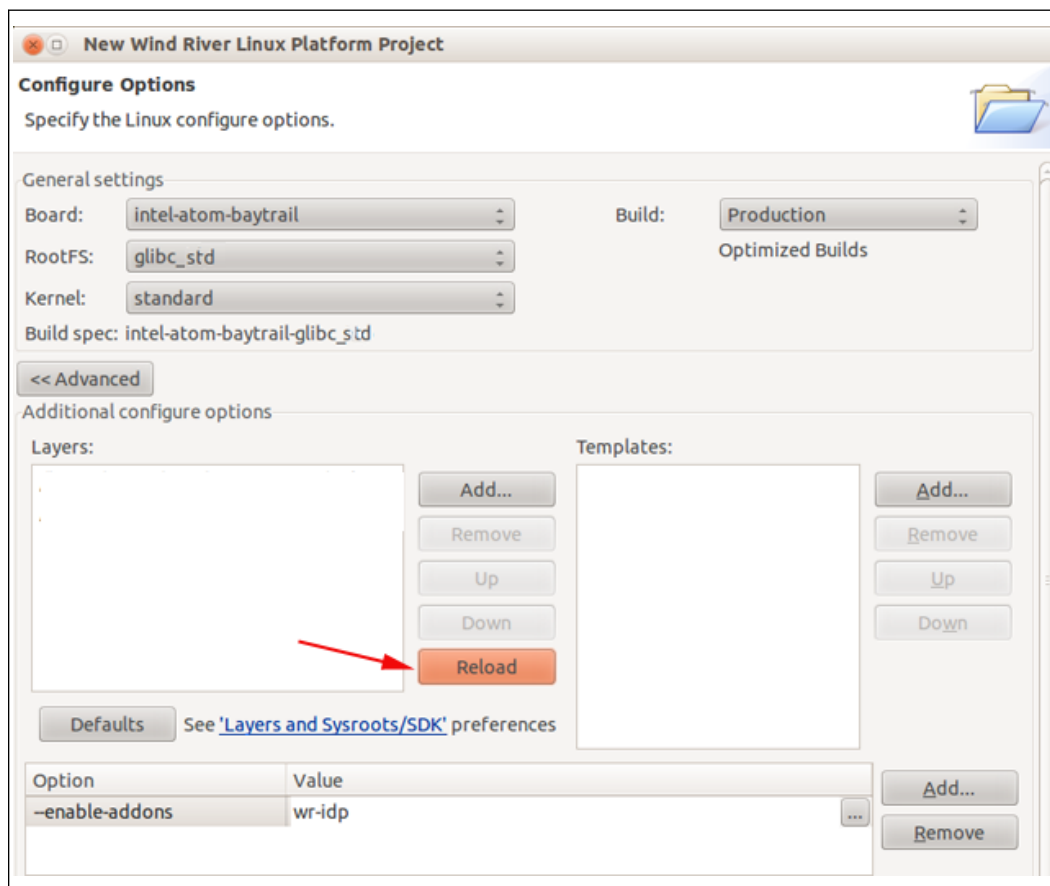 New Wind River Linux Platform Project
Configure Options
Specify the Linux configure options.
General settings
Board: intel-atom-baytrail Build: Production
RootFS: glibc_std Optimized Builds
Kernel: standard
Build spec: intel-atom-baytrail-glibc_std
<< Advanced
Additional configure options
Layers: Templates:
Add... Add...
Remove Remove
Up Up
Down Down
Reload
Defaults See 'Layers and Sysroots/SDK' preferences
Option Value Add...
--enable-addons wr-idp ... Remove